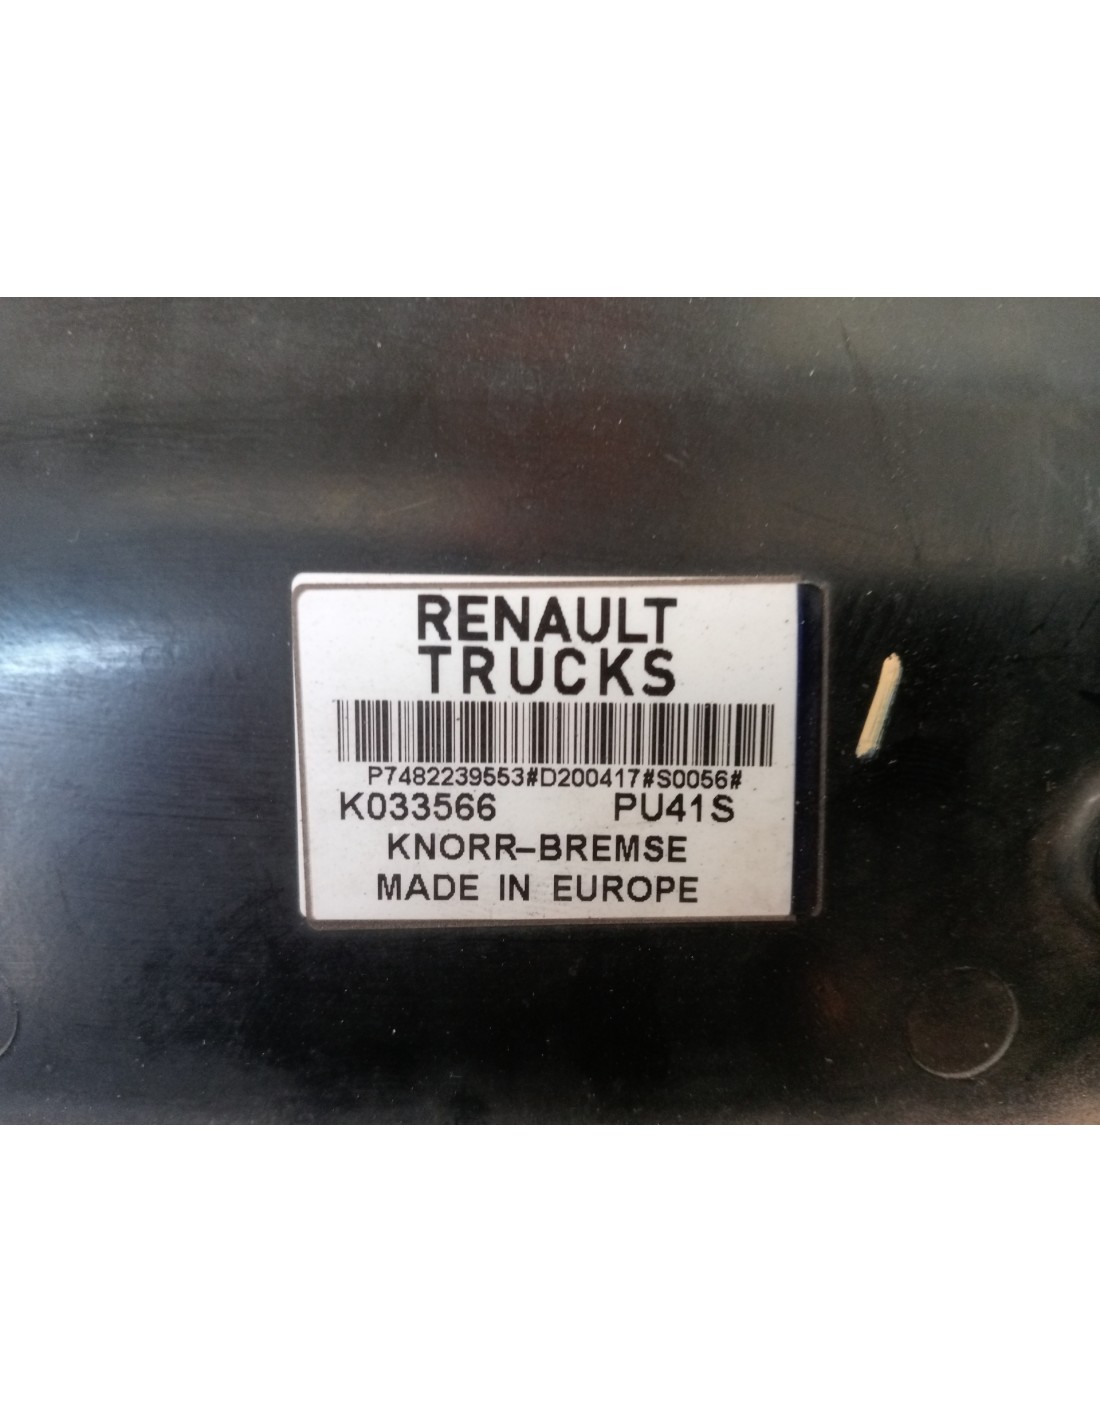 RENAULT
TRUCKS
P7482239553#D200417#S0056#
K033566 PU41S
KNORR-BREMSE
MADE IN EUROPE